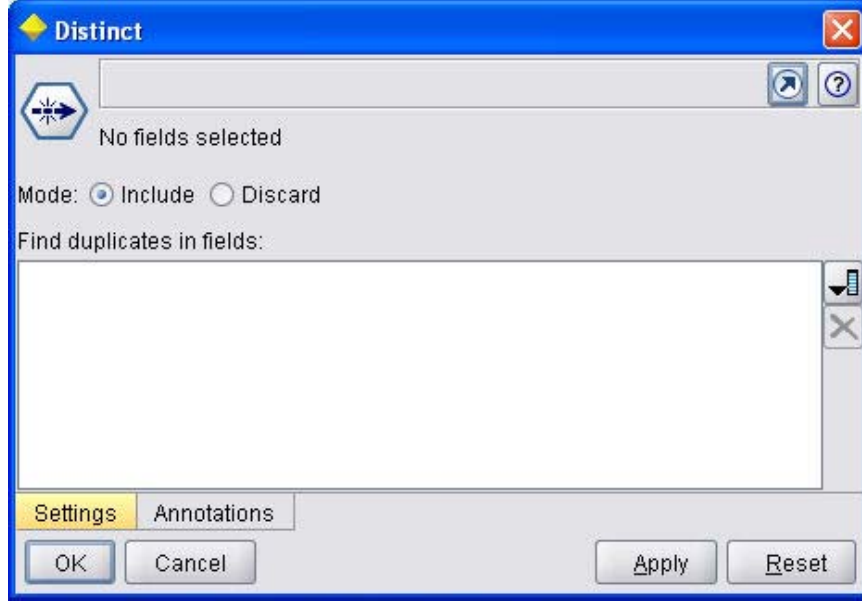 Distinct
?
No fields selected
Mode: Include Discard
Find duplicates in fields:
Settings Annotations
OK Cancel Apply Reset